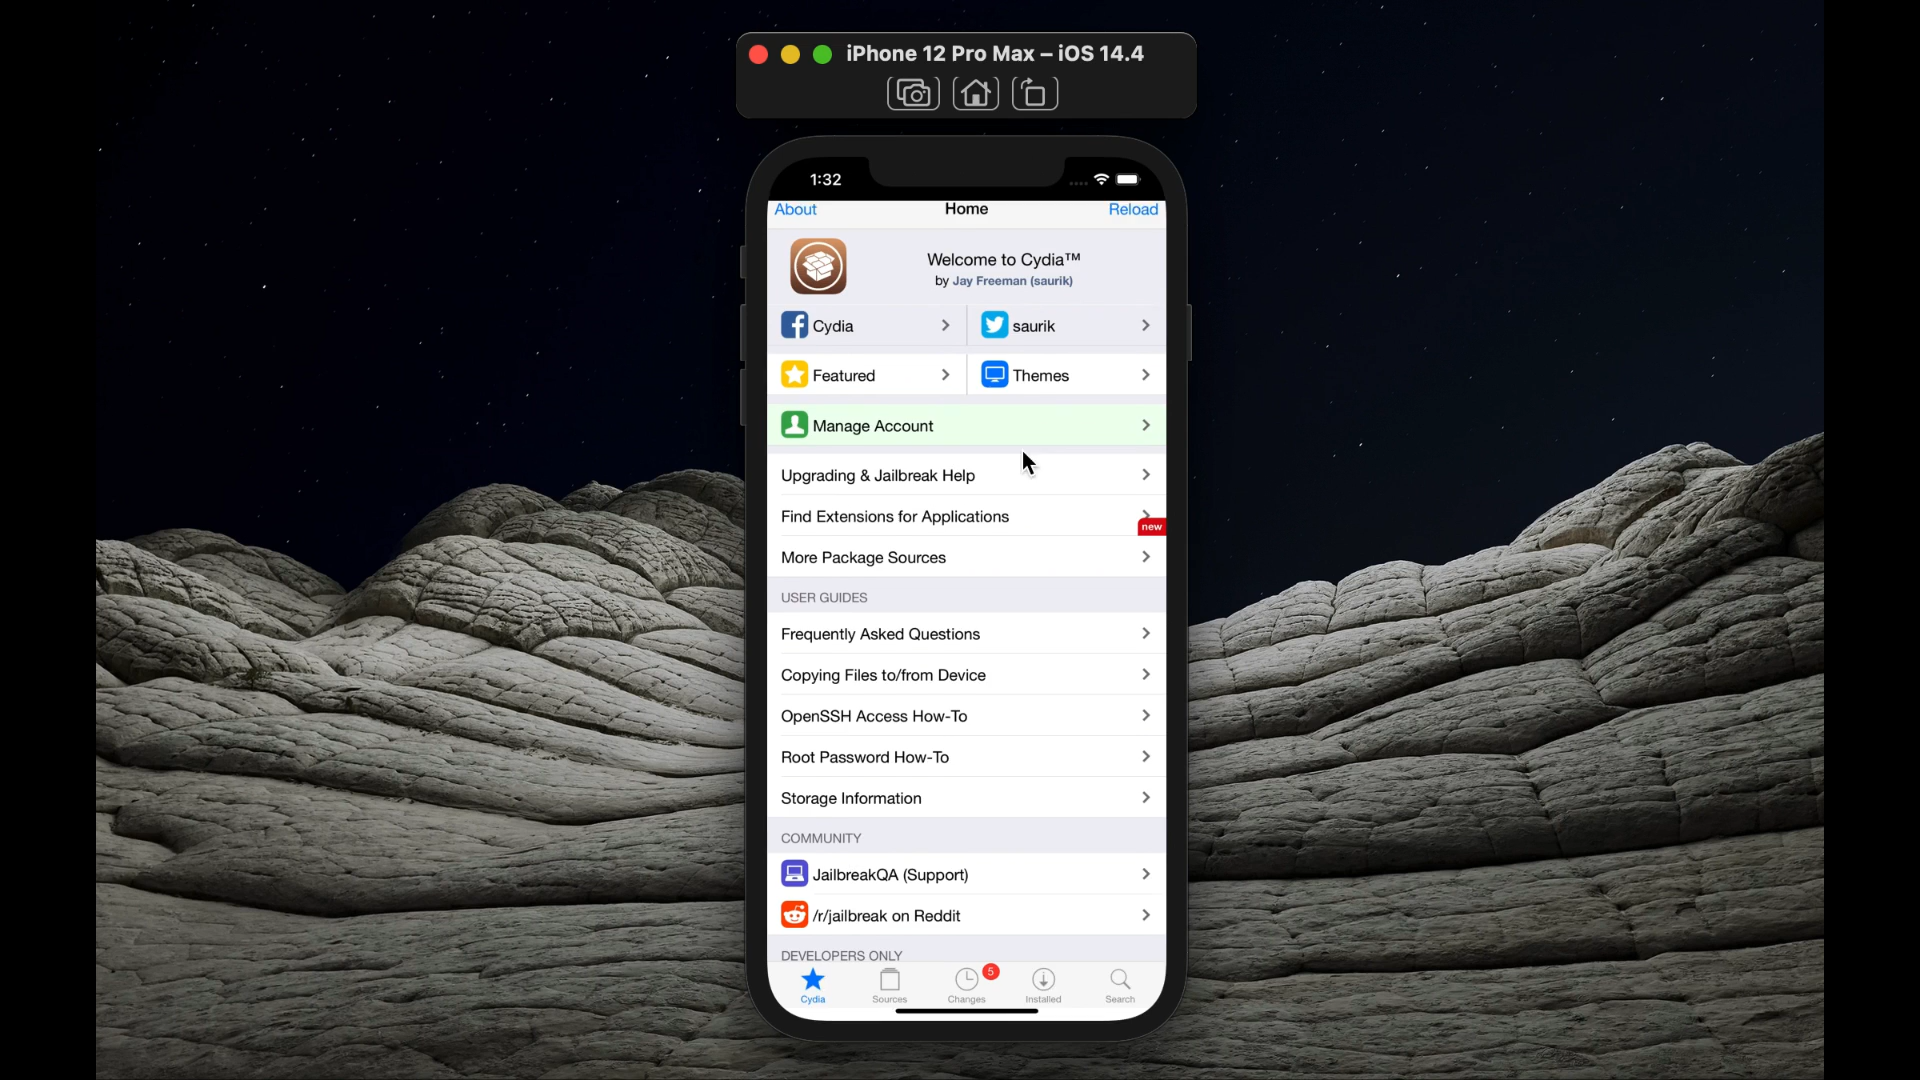 iPhone 12 Pro Max – iOS 14.4
1:32
About
Home
Reload
Welcome to Cydia™
by Jay Freeman (saurik)
Cydia
saurik
Featured
Themes
Manage Account
Upgrading & Jailbreak Help
Find Extensions for Applications
new
More Package Sources
USER GUIDES
Frequently Asked Questions
Copying Files to/from Device
OpenSSH Access How-To
Root Password How-To
Storage Information
COMMUNITY
JailbreakQA (Support)
/r/jailbreak on Reddit
DEVELOPERS ONLY
5
Cydia
Sources
Changes
Installed
Search